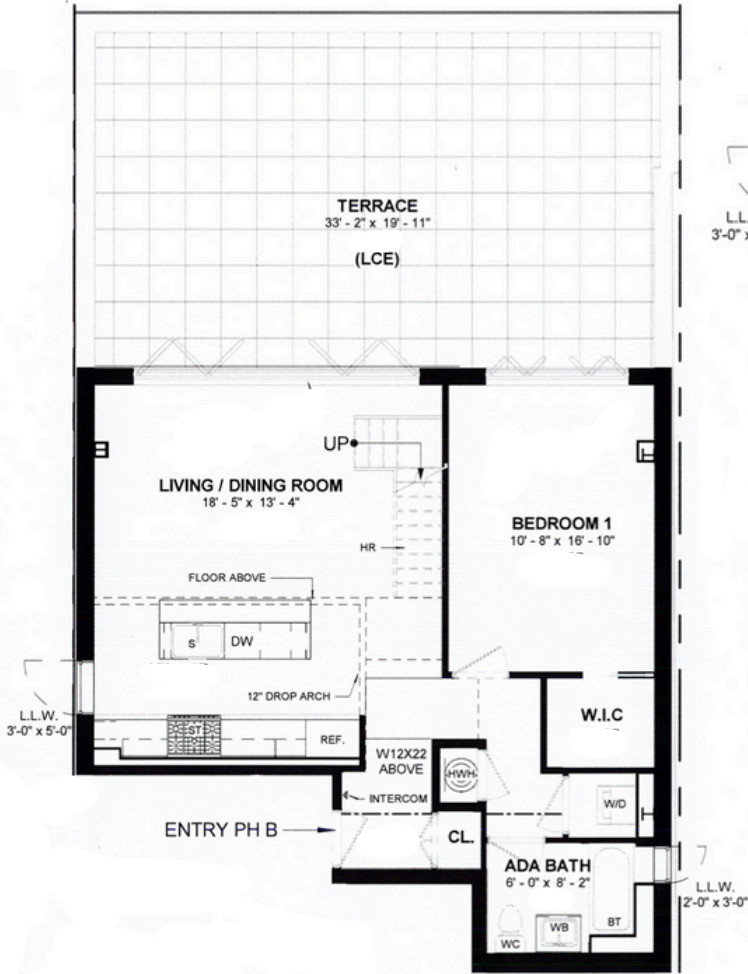 TERRACE
33' - 2" x 19' - 11"
(LCE)
L.L.
3'-0" x
UP
LIVING / DINING ROOM
18' - 5" x 13' - 4"
BEDROOM 1
10' - 8" x 16' - 10"
HR
FLOOR ABOVE
S
DW
12" DROP ARCH
L.L.W.
3'-0" x 5'-0"
ST
REF.
W.I.C
W12X22
ABOVE
HWH
INTERCOM
W/D
ENTRY PH B
CL.
ADA BATH
6' - 0" x 8' - 2"
L.L.W.
2'-0" x 3'-0"
BT
WB
WC